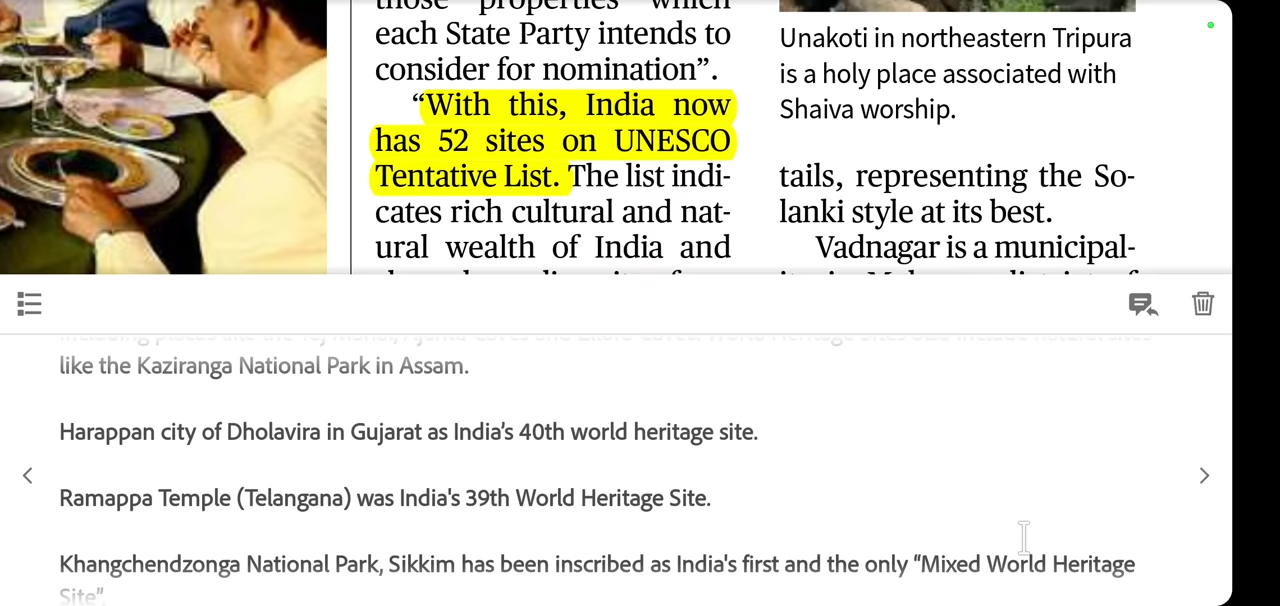 those properties which
each State Party intends to
consider for nomination”.
“With this, India now
has 52 sites on UNESCO
Tentative List. The list indi-
cates rich cultural and nat-
ural wealth of India and
Unakoti in northeastern Tripura
is a holy place associated with
Shaiva worship.
tails, representing the So-
lanki style at its best.
Vadnagar is a municipal-
like the Kaziranga National Park in Assam.
Harappan city of Dholavira in Gujarat as India’s 40th world heritage site.
Ramappa Temple (Telangana) was India's 39th World Heritage Site.
Khangchendzonga National Park, Sikkim has been inscribed as India's first and the only “Mixed World Heritage
Site”.